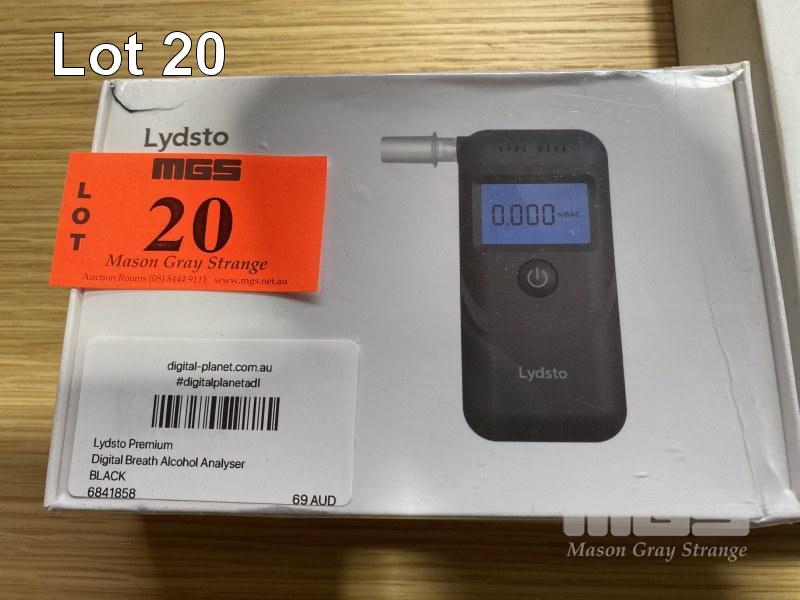 Lot 20
Lydsto
MGS
LOT
20
Mason Gray Strange
Auction Rooms (08) 8444 9111 www.mgs.net.au
0.000 %BAC
Lydsto
digital-planet.com.au
#digitalplanetadl
Lydsto Premium
Digital Breath Alcohol Analyser
BLACK
6841858 69 AUD
MGS
Mason Gray Strange